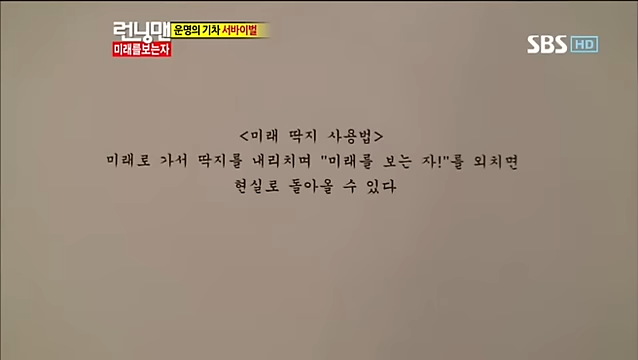 런닝맨 운명의 기차 서바이벌
미래를보는자
SBS HD
<미래 딱지 사용법>
미래로 가서 딱지를 내리치며 "미래를 보는 자!"를 외치면
현실로 돌아올 수 있다